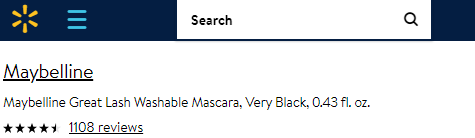 Search
Maybelline
Maybelline Great Lash Washable Mascara, Very Black, 0.43 fl. oz.
1108 reviews